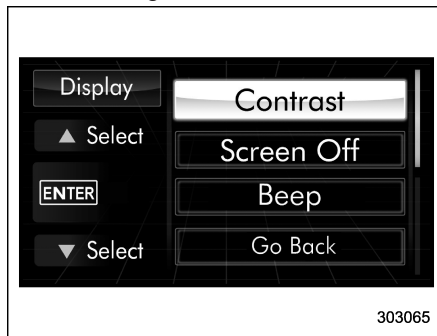 Display
▲ Select
ENTER
▼ Select
Contrast
Screen Off
Beep
Go Back
303065